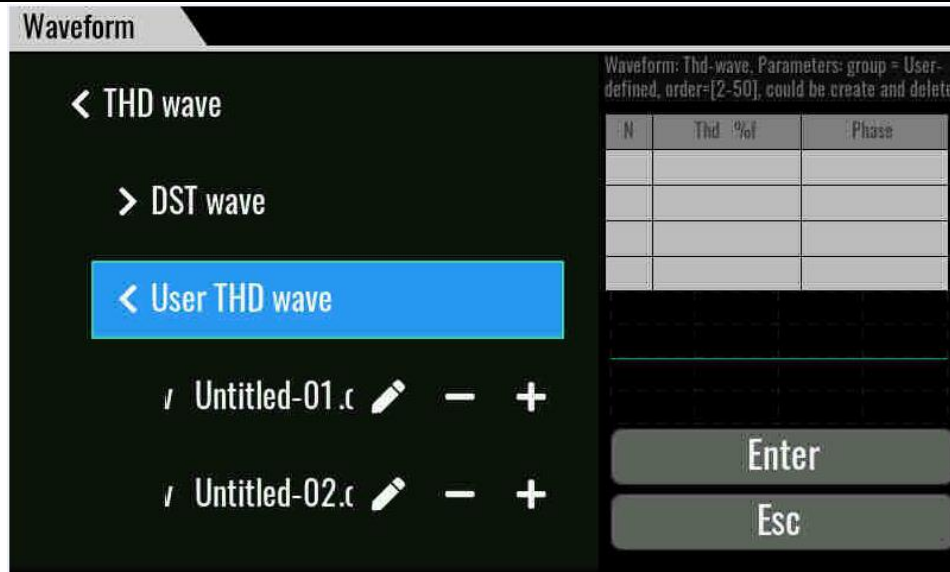 Waveform
THD wave
DST wave
User THD wave
Untitled-01
Untitled-02
Waveform: Thd-wave, Parameters: group = User-
defined, order=[2-50], could be create and delete
N Thd %f Phase
Enter
Esc